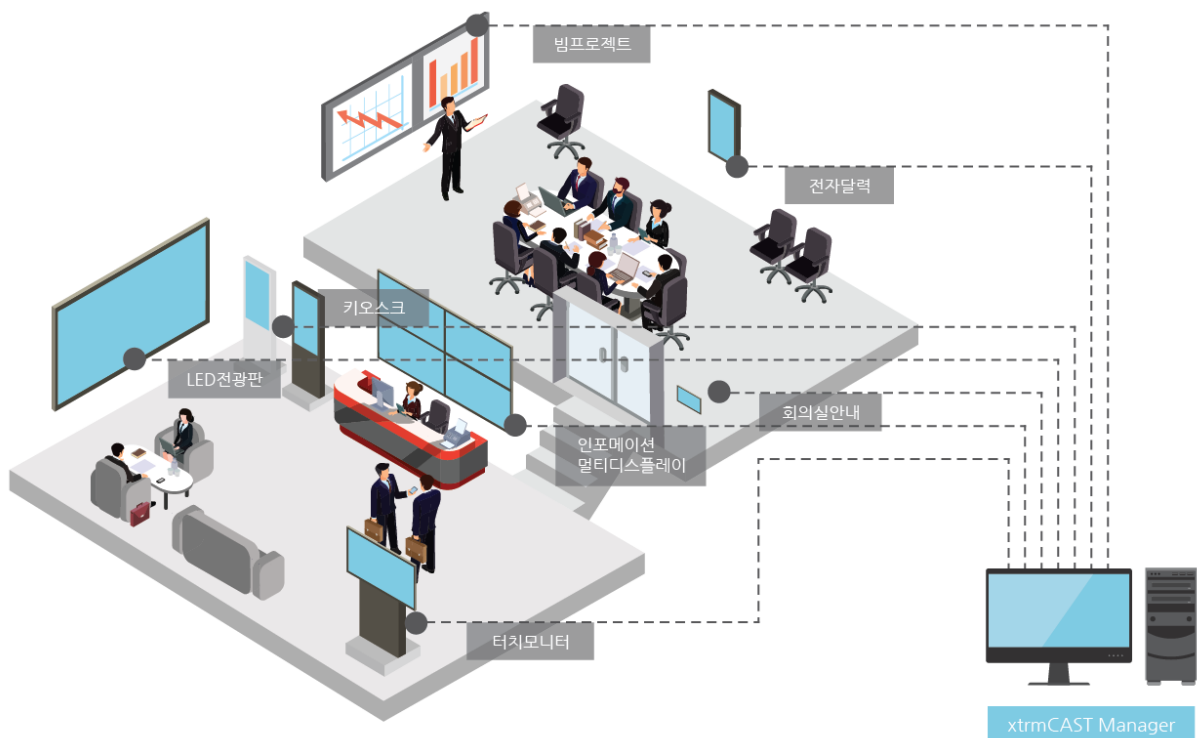 빔프로젝트
전자달력
키오스크
LED전광판
회의실안내
인포메이션
멀티디스플레이
터치모니터
xtrmCAST Manager